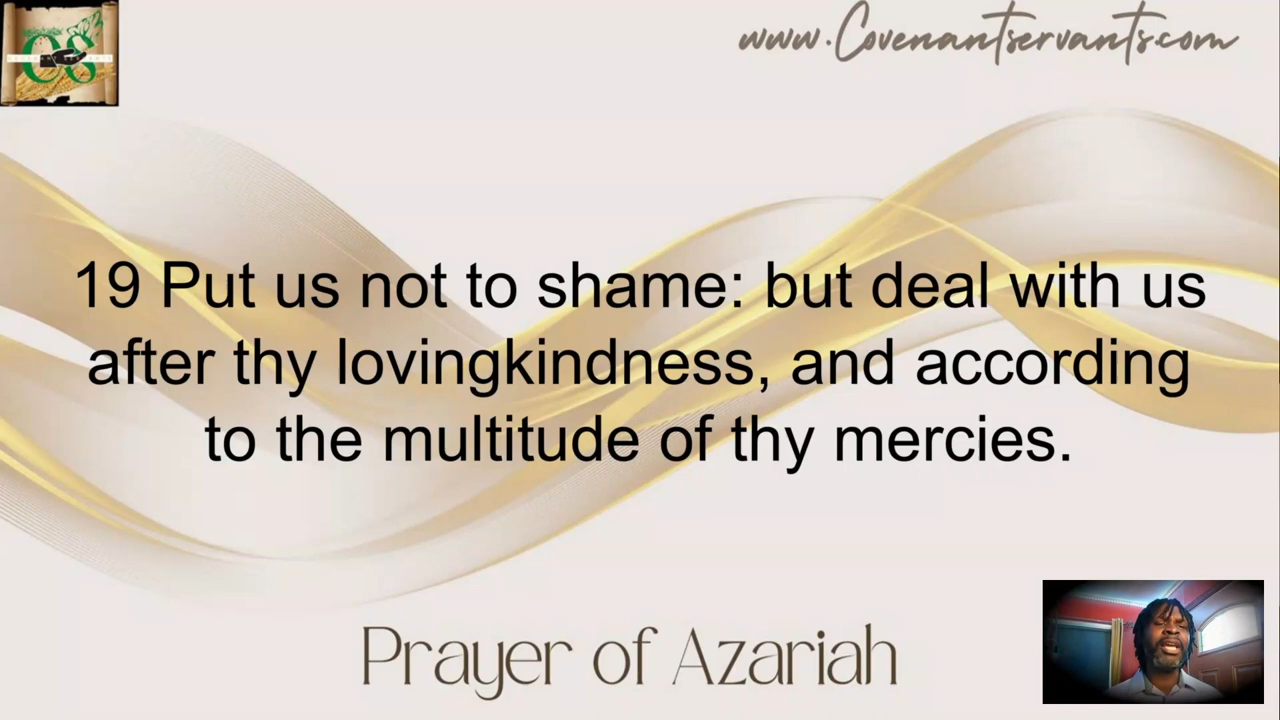 www.Covenantservants.com
CS
19 Put us not to shame: but deal with us
after thy lovingkindness, and according
to the multitude of thy mercies.
Prayer of Azariah